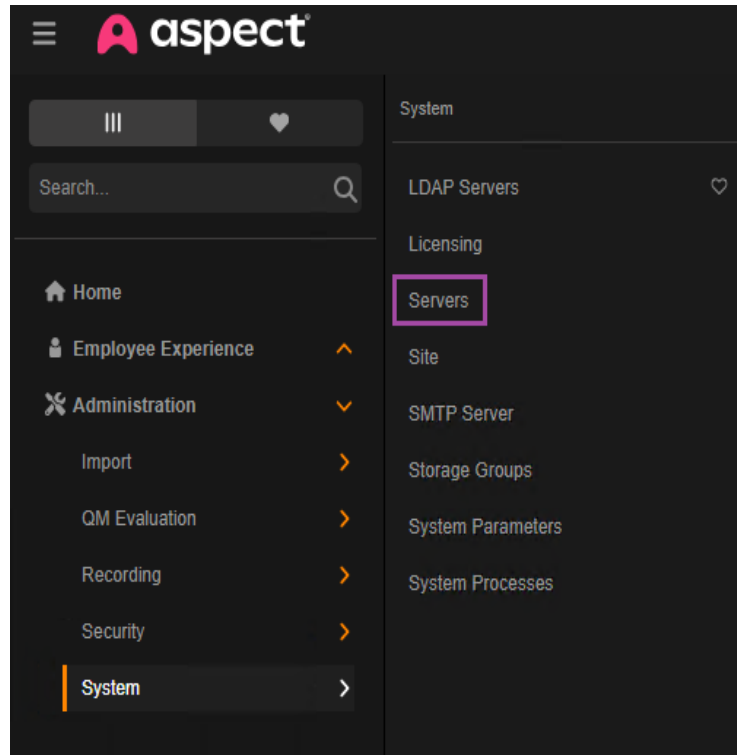 aspect
Search...
Home
Employee Experience
Administration
Import
QM Evaluation
Recording
Security
System
System
LDAP Servers
Licensing
Servers
Site
SMTP Server
Storage Groups
System Parameters
System Processes